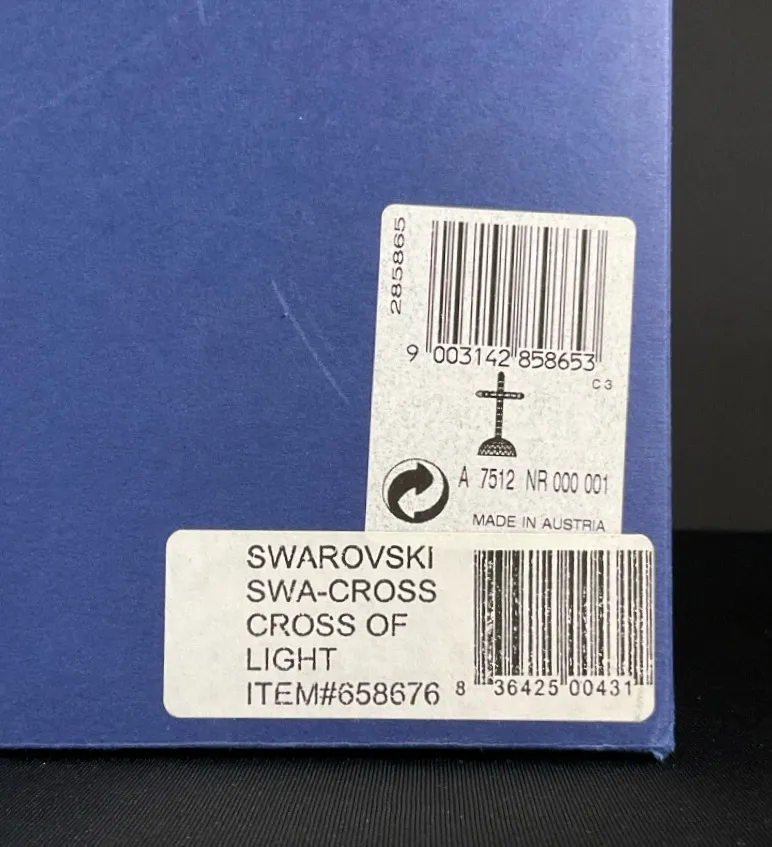 285865
9 003142 858653
C3
A 7512 NR 000 001
MADE IN AUSTRIA
SWAROVSKI
SWA-CROSS
CROSS OF
LIGHT
ITEM#658676
8 36425 00431